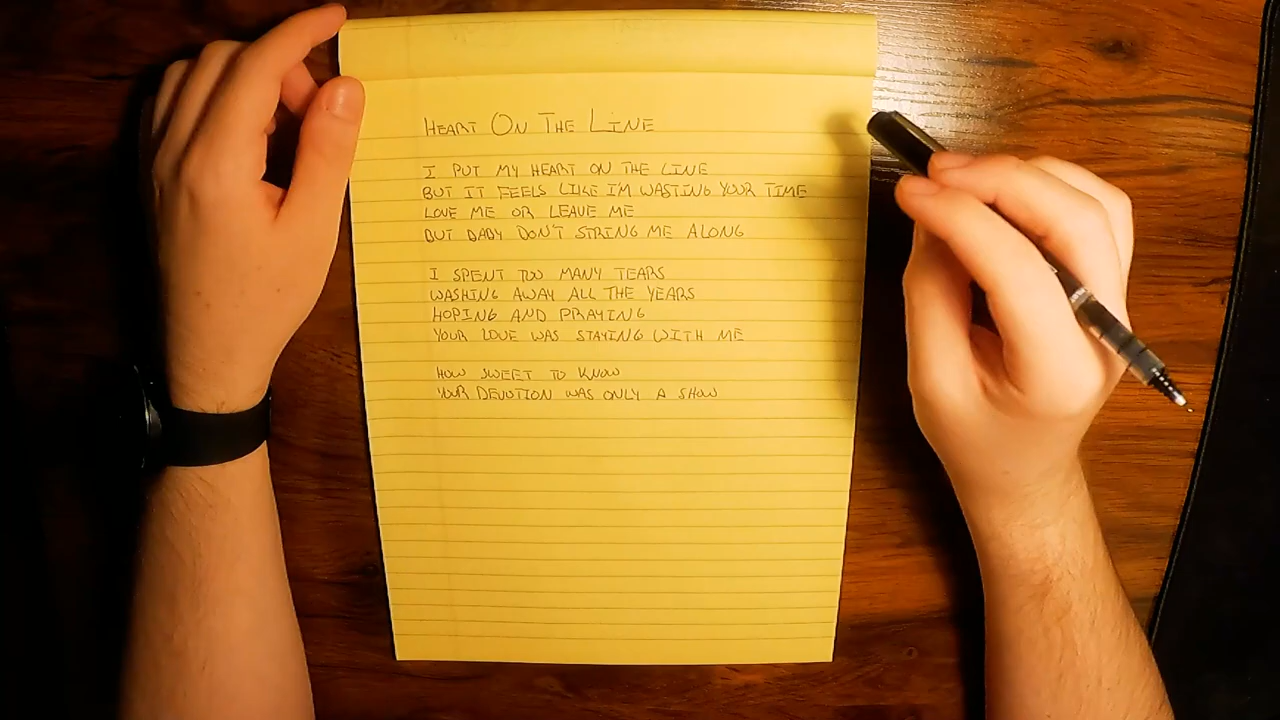 HEART ON THE LINE
I PUT MY HEART ON THE LINE
BUT IT FEELS LIKE I'M WASTING YOUR TIME
LOVE ME OR LEAVE ME
BUT BABY DON'T STRING ME ALONG
I SPENT TOO MANY TEARS
WASHING AWAY ALL THE YEARS
HOPING AND PRAYING
YOUR LOVE WAS STAYING WITH ME
HOW SWEET TO KNOW
YOUR DEVOTION WAS ONLY A SHOW